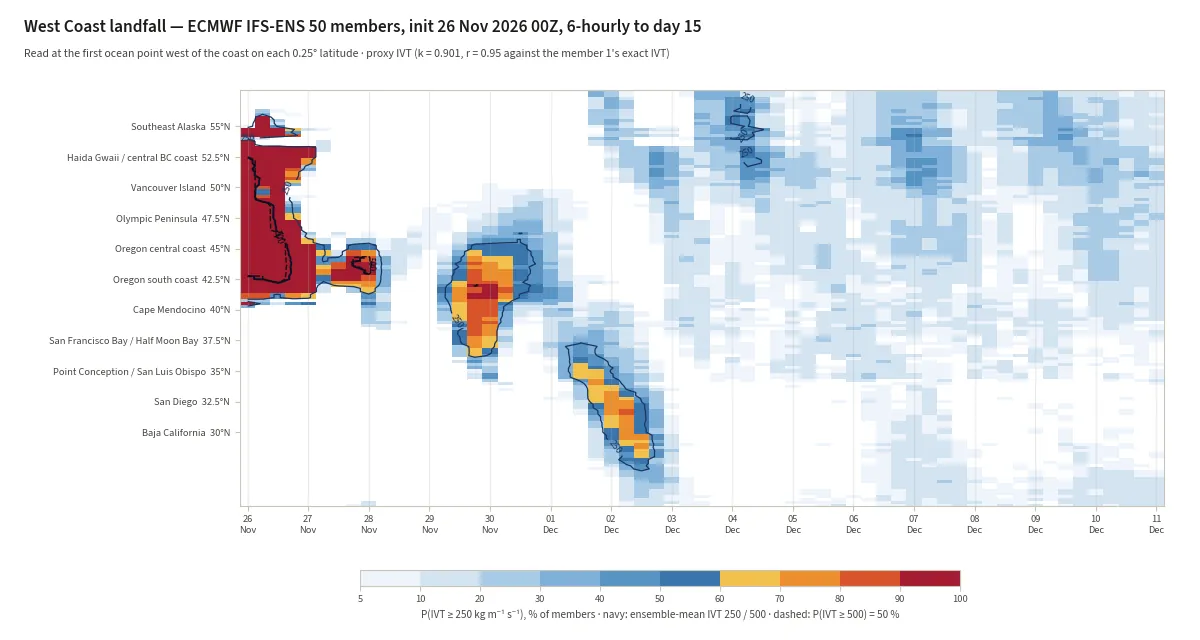 West Coast landfall — ECMWF IFS-ENS 50 members, init 26 Nov 2026 00Z, 6-hourly to day 15
Read at the first ocean point west of the coast on each 0.25° latitude · proxy IVT (k = 0.901, r = 0.95 against the member 1's exact IVT)
Southeast Alaska 55°N
Haida Gwaii / central BC coast 52.5°N
Vancouver Island 50°N
Olympic Peninsula 47.5°N
Oregon central coast 45°N
Oregon south coast 42.5°N
Cape Mendocino 40°N
San Francisco Bay / Half Moon Bay 37.5°N
Point Conception / San Luis Obispo 35°N
San Diego 32.5°N
Baja California 30°N
250
250
26 27 28 29 30 01 02 03 04 05 06 07 08 09 10 11
Nov Nov Nov Nov Nov Dec Dec Dec Dec Dec Dec Dec Dec Dec Dec Dec
5 10 20 30 40 50 60 70 80 90 100
P(IVT ≥ 250 kg m⁻¹ s⁻¹), % of members · navy: ensemble-mean IVT 250 / 500 · dashed: P(IVT ≥ 500) = 50 %